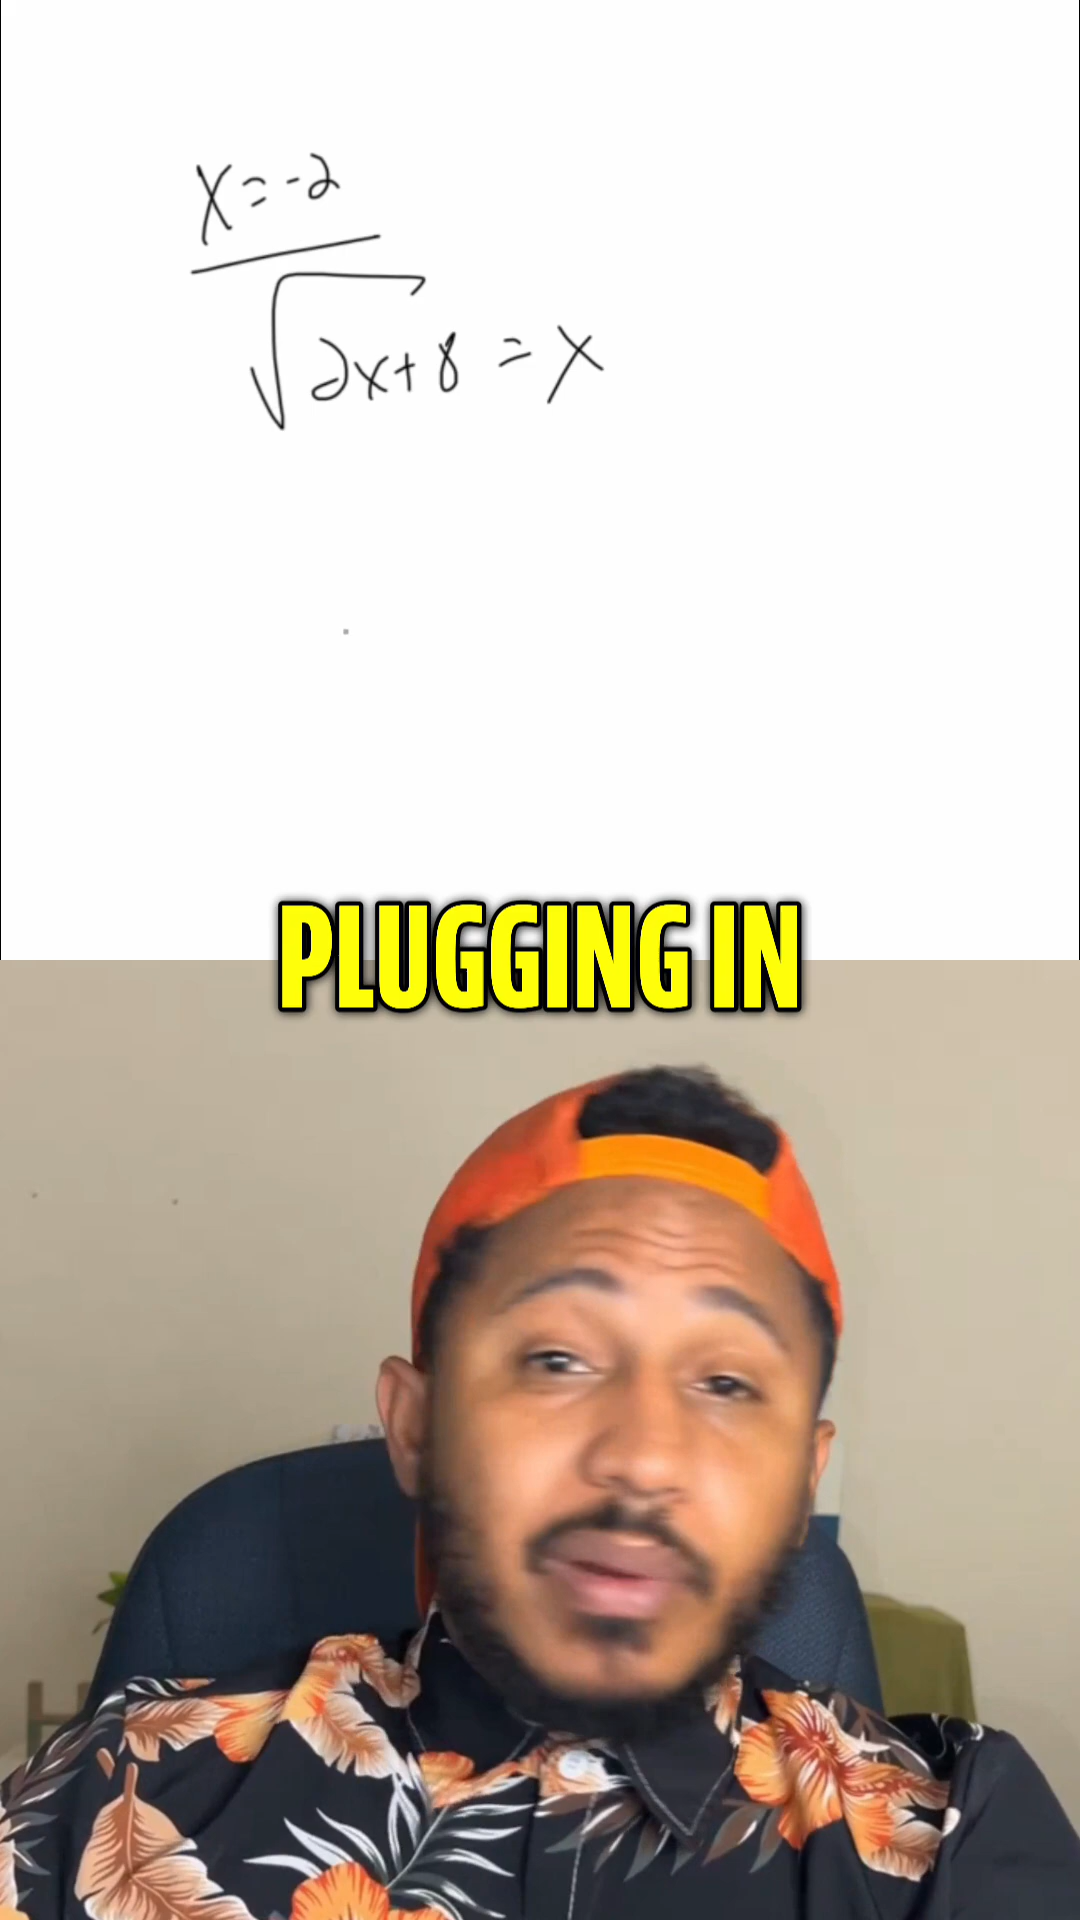 x=-2
√2x+8 = x
PLUGGING IN